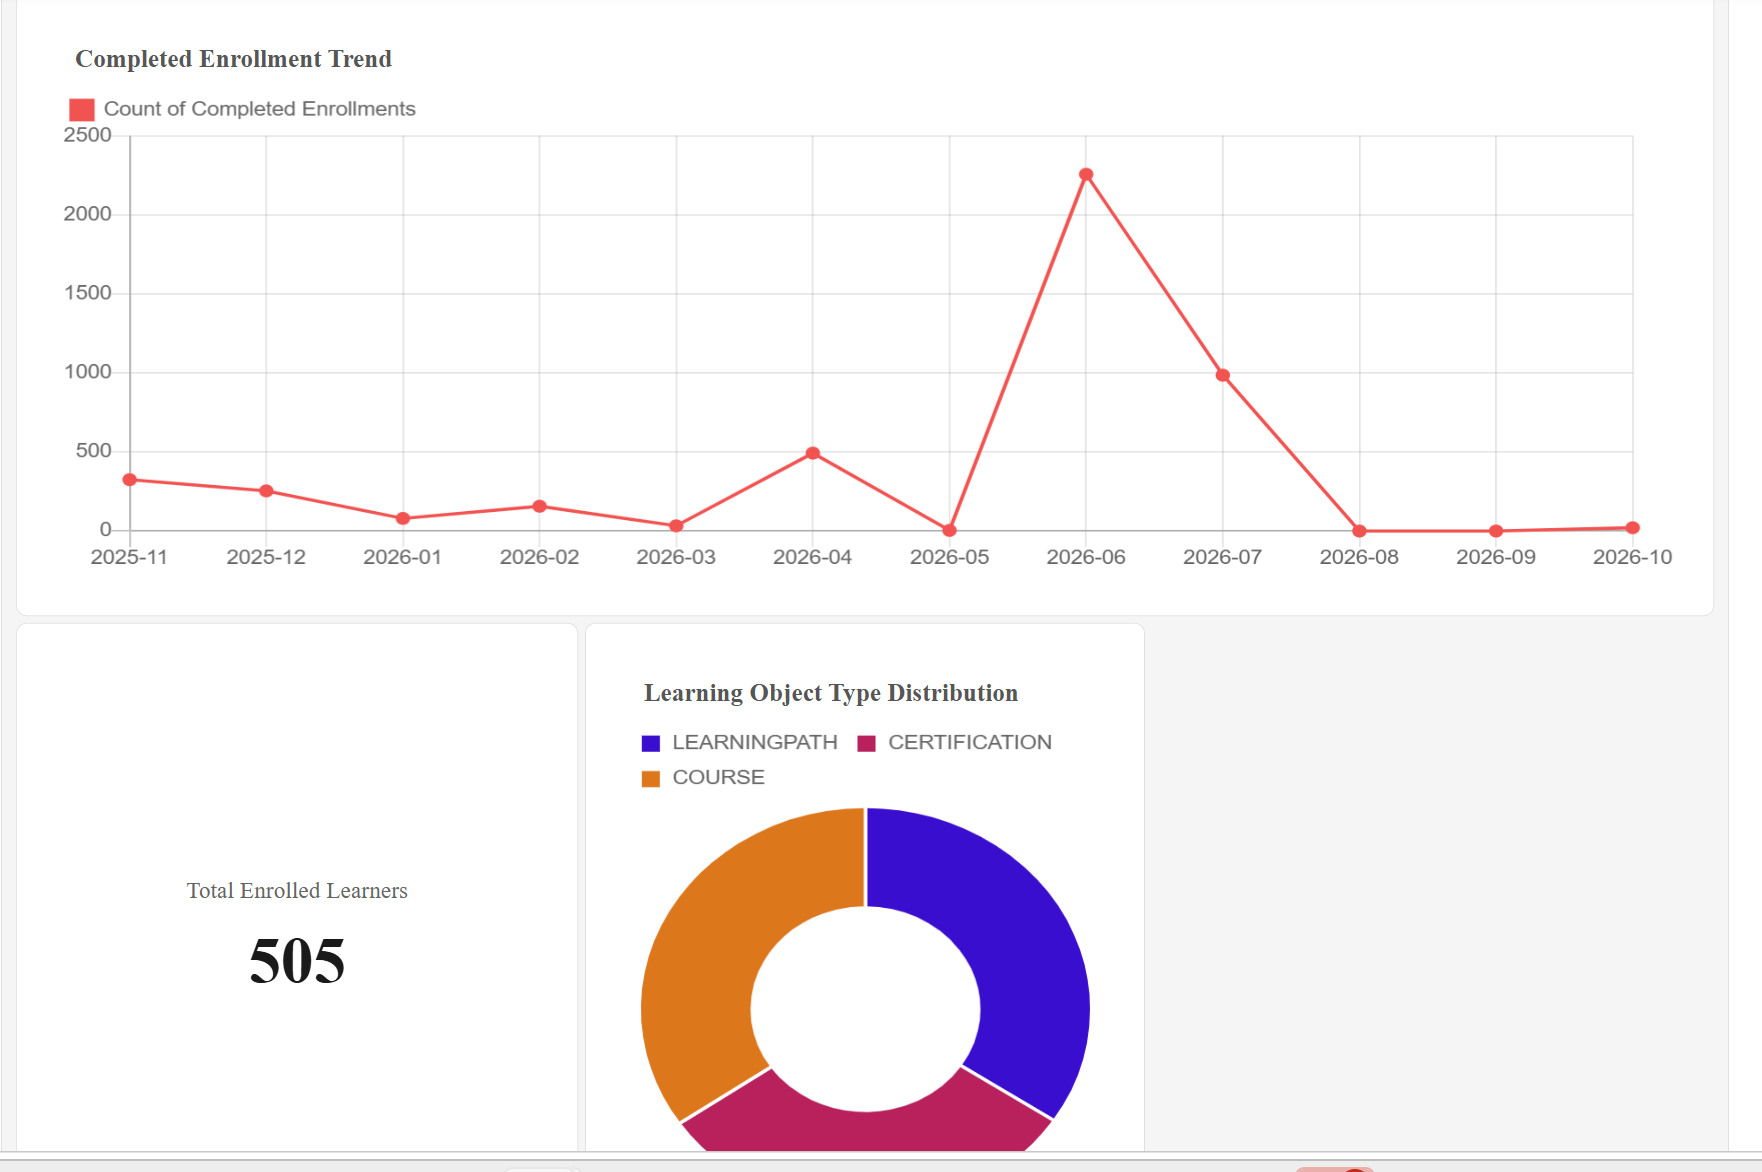 Completed Enrollment Trend
Count of Completed Enrollments
2500
2000
1500
1000
500
0
2025-11 2025-12 2026-01 2026-02 2026-03 2026-04 2026-05 2026-06 2026-07 2026-08 2026-09 2026-10
Total Enrolled Learners
505
Learning Object Type Distribution
LEARNINGPATH CERTIFICATION
COURSE